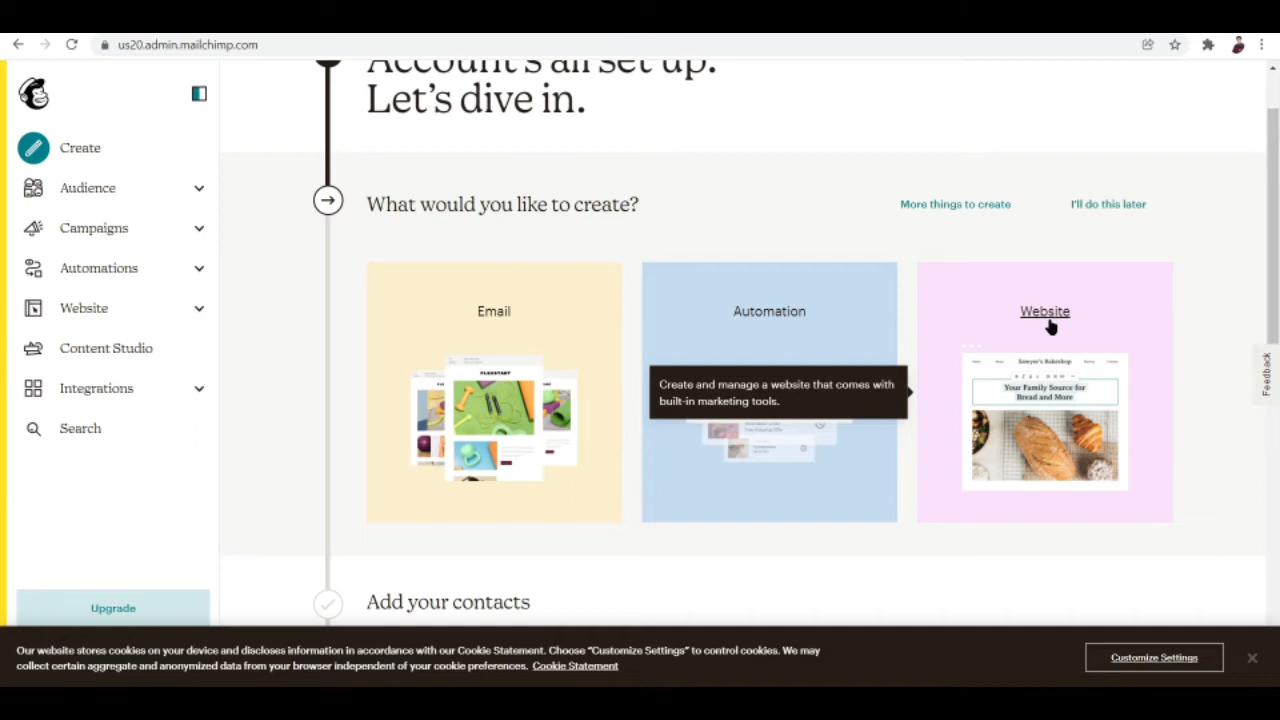 us20.admin.mailchimp.com
Account's all set up.
Let's dive in.
Create
Audience
Campaigns
Automations
Website
Content Studio
Integrations
Search
Upgrade
What would you like to create?
More things to create
I'll do this later
Email
Automation
Website
Create and manage a website that comes with
built-in marketing tools.
Sawyer's Bakeshop
Your Family Source for
Bread and More
Add your contacts
Feedback
Our website stores cookies on your device and discloses information in accordance with our Cookie Statement. Choose "Customize Settings" to control cookies. We may
collect certain aggregate and anonymized data from your browser independent of your cookie preferences. Cookie Statement
Customize Settings